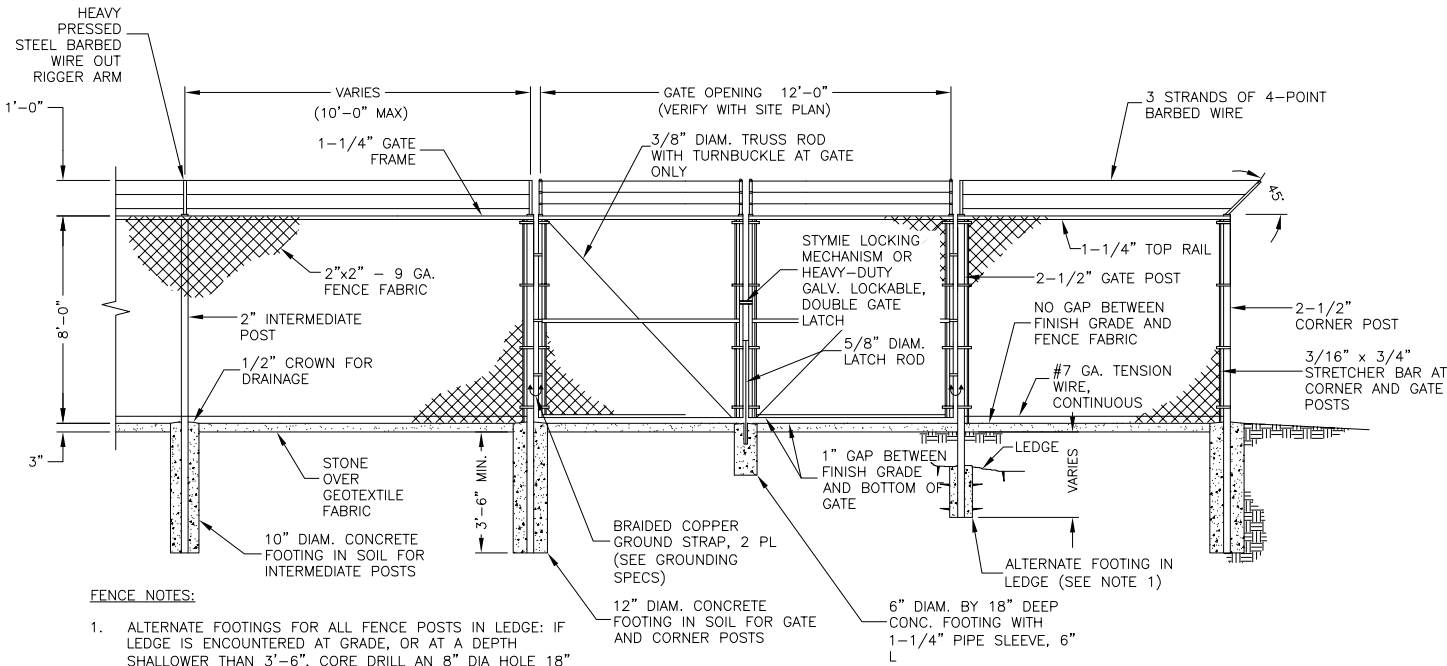 HEAVY
PRESSED
STEEL BARBED
WIRE OUT
RIGGER ARM
1'-0"
VARIES
(10'-0" MAX)
GATE OPENING 12'-0"
(VERIFY WITH SITE PLAN)
3 STRANDS OF 4-POINT
BARBED WIRE
1-1/4" GATE
FRAME
3/8" DIAM. TRUSS ROD
WITH TURNBUCKLE AT GATE
ONLY
45°
8'-0"
2"x2" - 9 GA.
FENCE FABRIC
2" INTERMEDIATE
POST
1/2" CROWN FOR
DRAINAGE
STYMIE LOCKING
MECHANISM OR
HEAVY-DUTY
GALV. LOCKABLE,
DOUBLE GATE
LATCH
5/8" DIAM.
LATCH ROD
1-1/4" TOP RAIL
2-1/2" GATE POST
NO GAP BETWEEN
FINISH GRADE AND
FENCE FABRIC
#7 GA. TENSION
WIRE,
CONTINUOUS
2-1/2"
CORNER POST
3/16" x 3/4"
STRETCHER BAR AT
CORNER AND GATE
POSTS
3"
STONE
OVER
GEOTEXTILE
FABRIC
3'-6" MIN.
1" GAP BETWEEN
FINISH GRADE
AND BOTTOM OF
GATE
LEDGE
VARIES
10" DIAM. CONCRETE
FOOTING IN SOIL FOR
INTERMEDIATE POSTS
BRAIDED COPPER
GROUND STRAP, 2 PL
(SEE GROUNDING
SPECS)
12" DIAM. CONCRETE
FOOTING IN SOIL FOR GATE
AND CORNER POSTS
ALTERNATE FOOTING IN
LEDGE (SEE NOTE 1)
6" DIAM. BY 18" DEEP
CONC. FOOTING WITH
1-1/4" PIPE SLEEVE, 6"
L
FENCE NOTES:
1. ALTERNATE FOOTINGS FOR ALL FENCE POSTS IN LEDGE: IF
LEDGE IS ENCOUNTERED AT GRADE, OR AT A DEPTH
SHALLOWER THAN 3'-6", CORE DRILL AN 8" DIA HOLE 18"